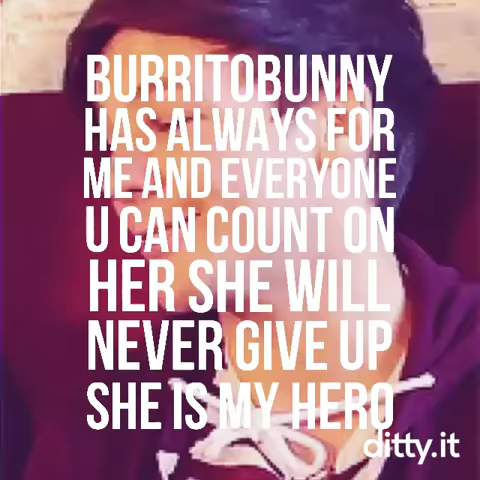 BURRITOBUNNY
HAS ALWAYS FOR
ME AND EVERYONE
U CAN COUNT ON
HER SHE WILL
NEVER GIVE UP
SHE IS MY HERO
ditty.it